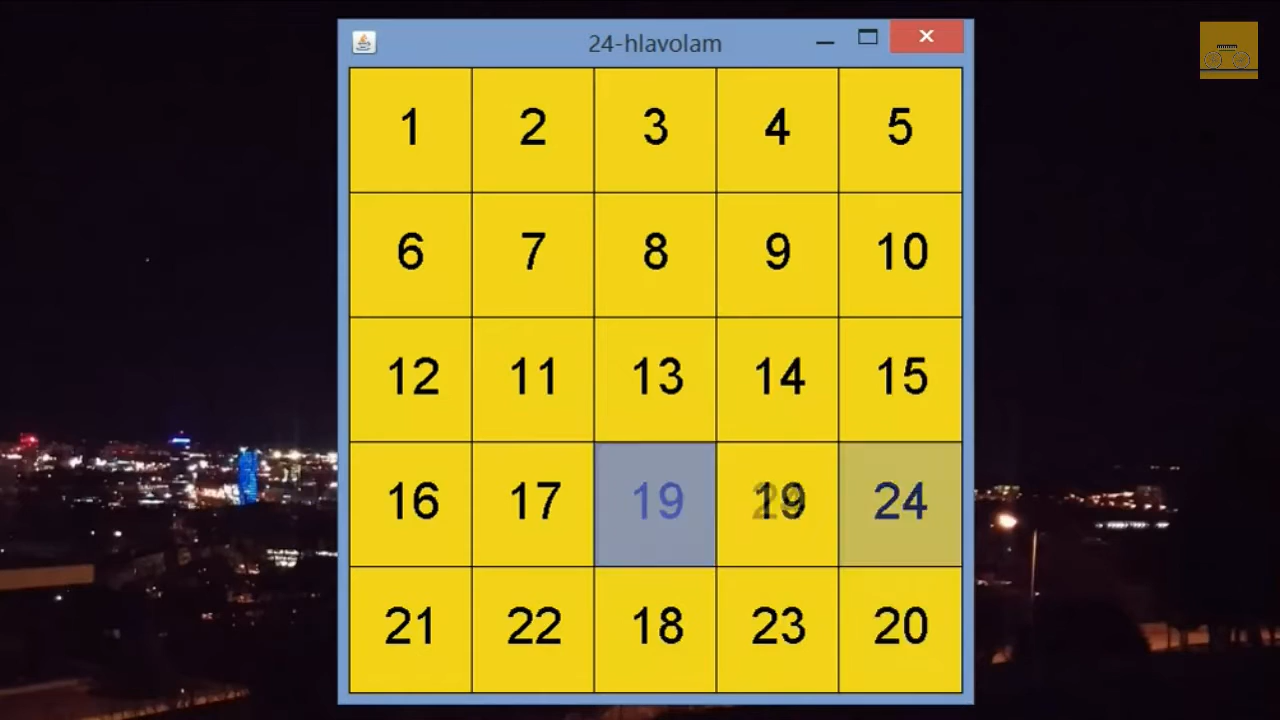 24-hlavolam
1 2 3 4 5
6 7 8 9 10
12 11 13 14 15
16 17 19 19 24
21 22 18 23 20